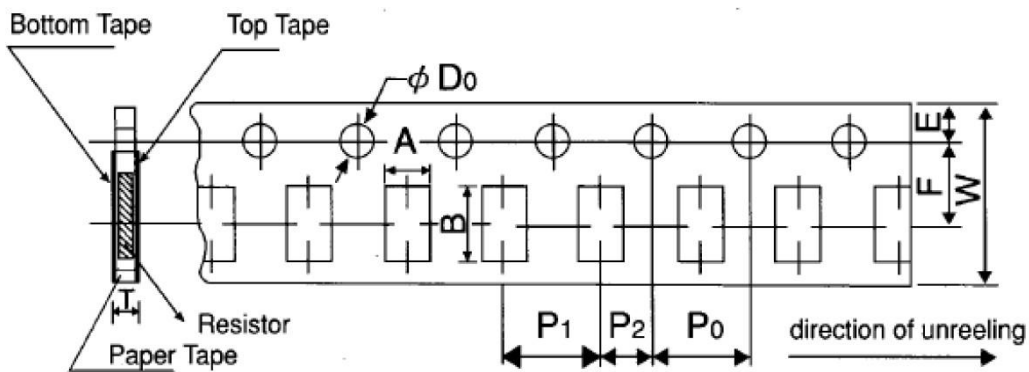 Bottom Tape
Top Tape
ϕ D0
A
B
E
F
W
T
Resistor
Paper Tape
P1
P2
P0
direction of unreeling